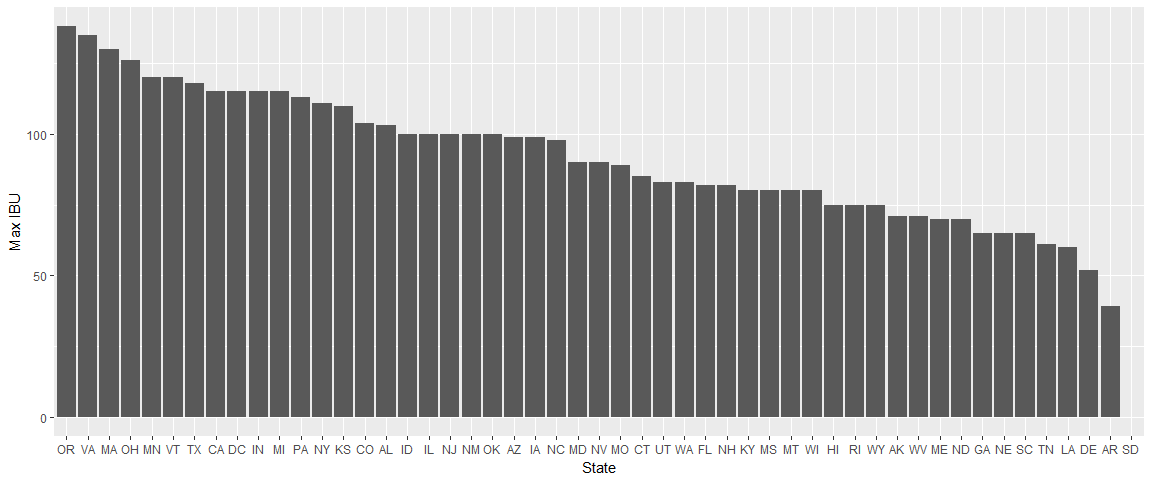 Max IBU
100
50
0
OR VA MA OH MN VT TX CA DC IN MI PA NY KS CO AL ID IL NJ NM OK AZ IA NC MD NV MO CT UT WA FL NH KY MS MT WI HI RI WY AK WV ME ND GA NE SC TN LA DE AR SD
State